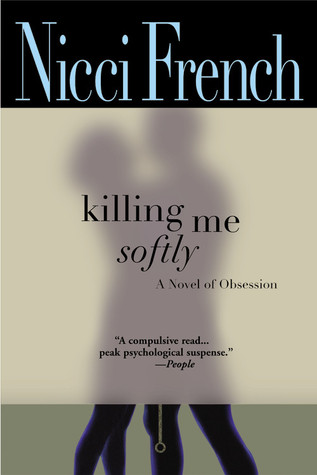 Nicci French
killing me
softly
A Novel of Obsession
“A compulsive read...
peak psychological suspense.”
—People